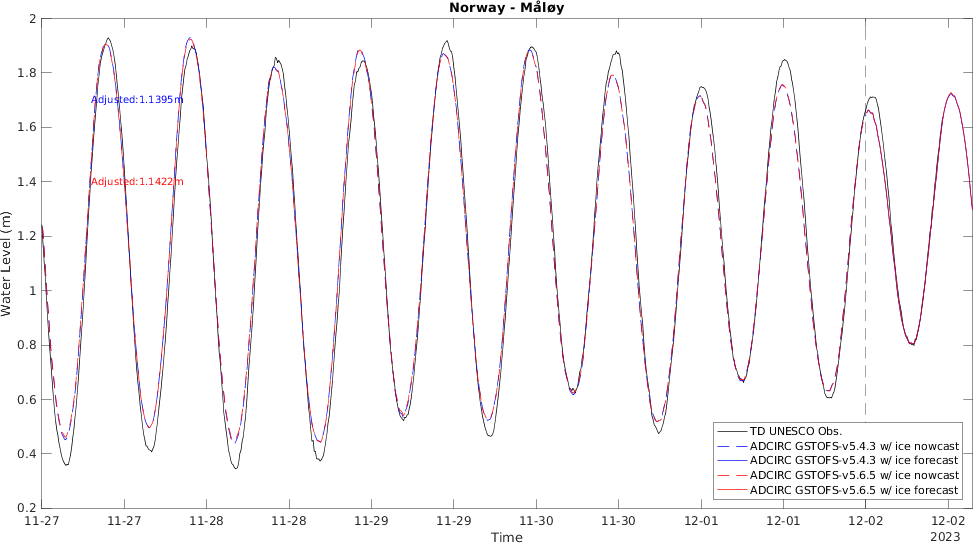 Norway - Måløy
2
1.8
1.6
1.4
1.2
1
0.8
0.6
0.4
0.2
Water Level (m)
Adjusted:1.1395m
Adjusted:1.1422m
TD UNESCO Obs.
ADCIRC GSTOFS-v5.4.3 w/ ice nowcast
ADCIRC GSTOFS-v5.4.3 w/ ice forecast
ADCIRC GSTOFS-v5.6.5 w/ ice nowcast
ADCIRC GSTOFS-v5.6.5 w/ ice forecast
11-27 11-27 11-28 11-28 11-29 11-29 11-30 11-30 12-01 12-01 12-02 12-02
Time
2023